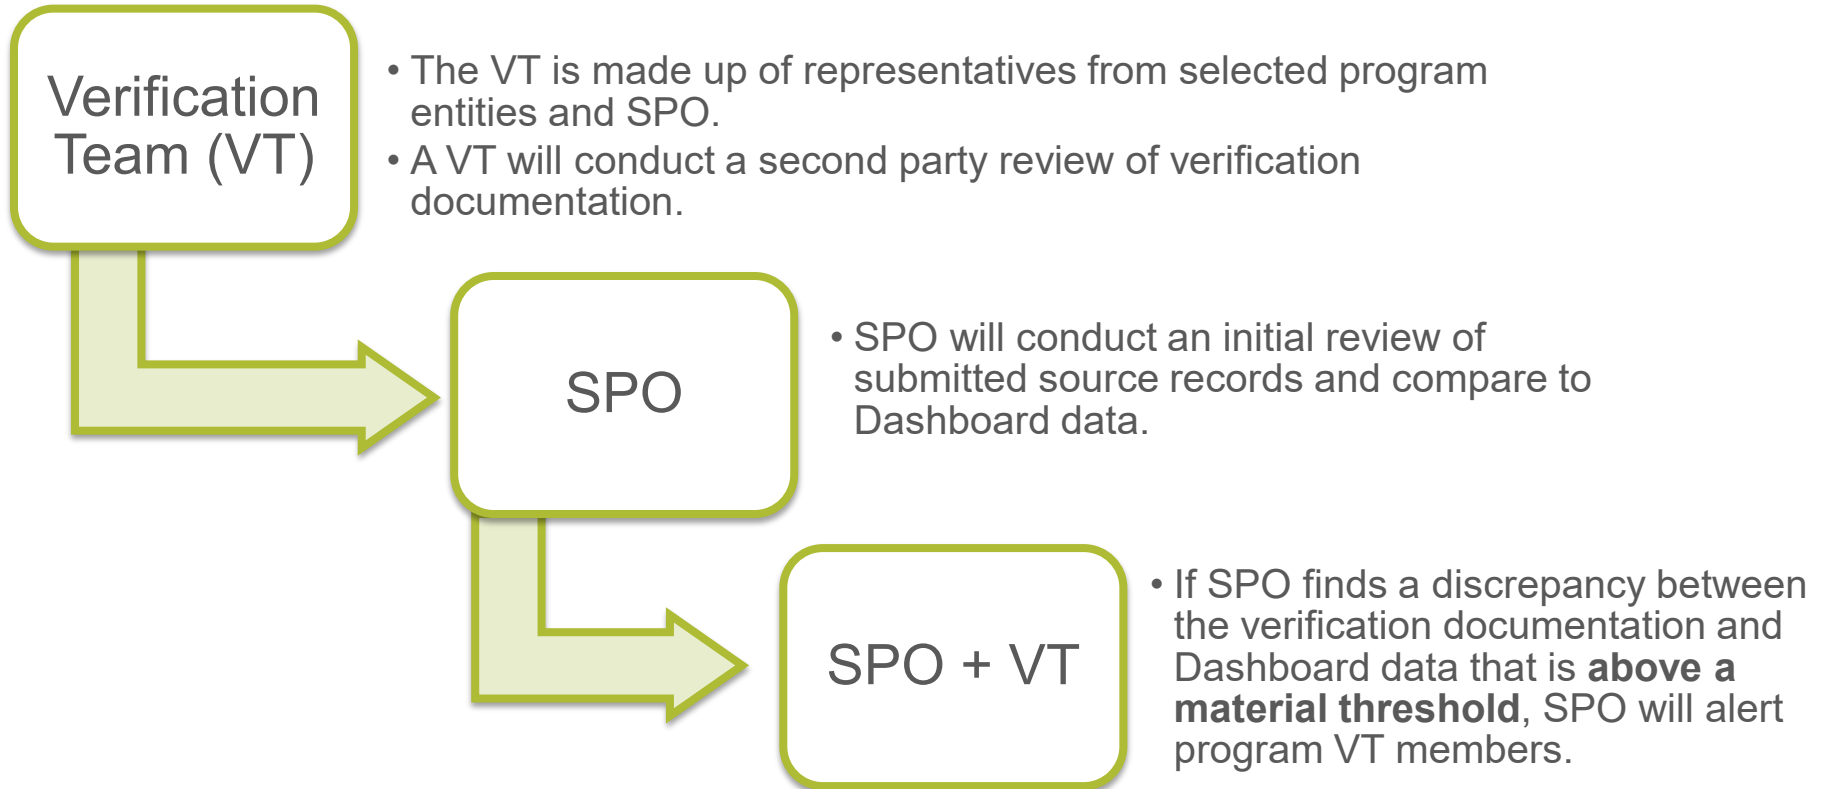 Verification
Team (VT)
• The VT is made up of representatives from selected program
entities and SPO.
• A VT will conduct a second party review of verification
documentation.
SPO
• SPO will conduct an initial review of
submitted source records and compare to
Dashboard data.
SPO + VT
• If SPO finds a discrepancy between
the verification documentation and
Dashboard data that is above a
material threshold, SPO will alert
program VT members.